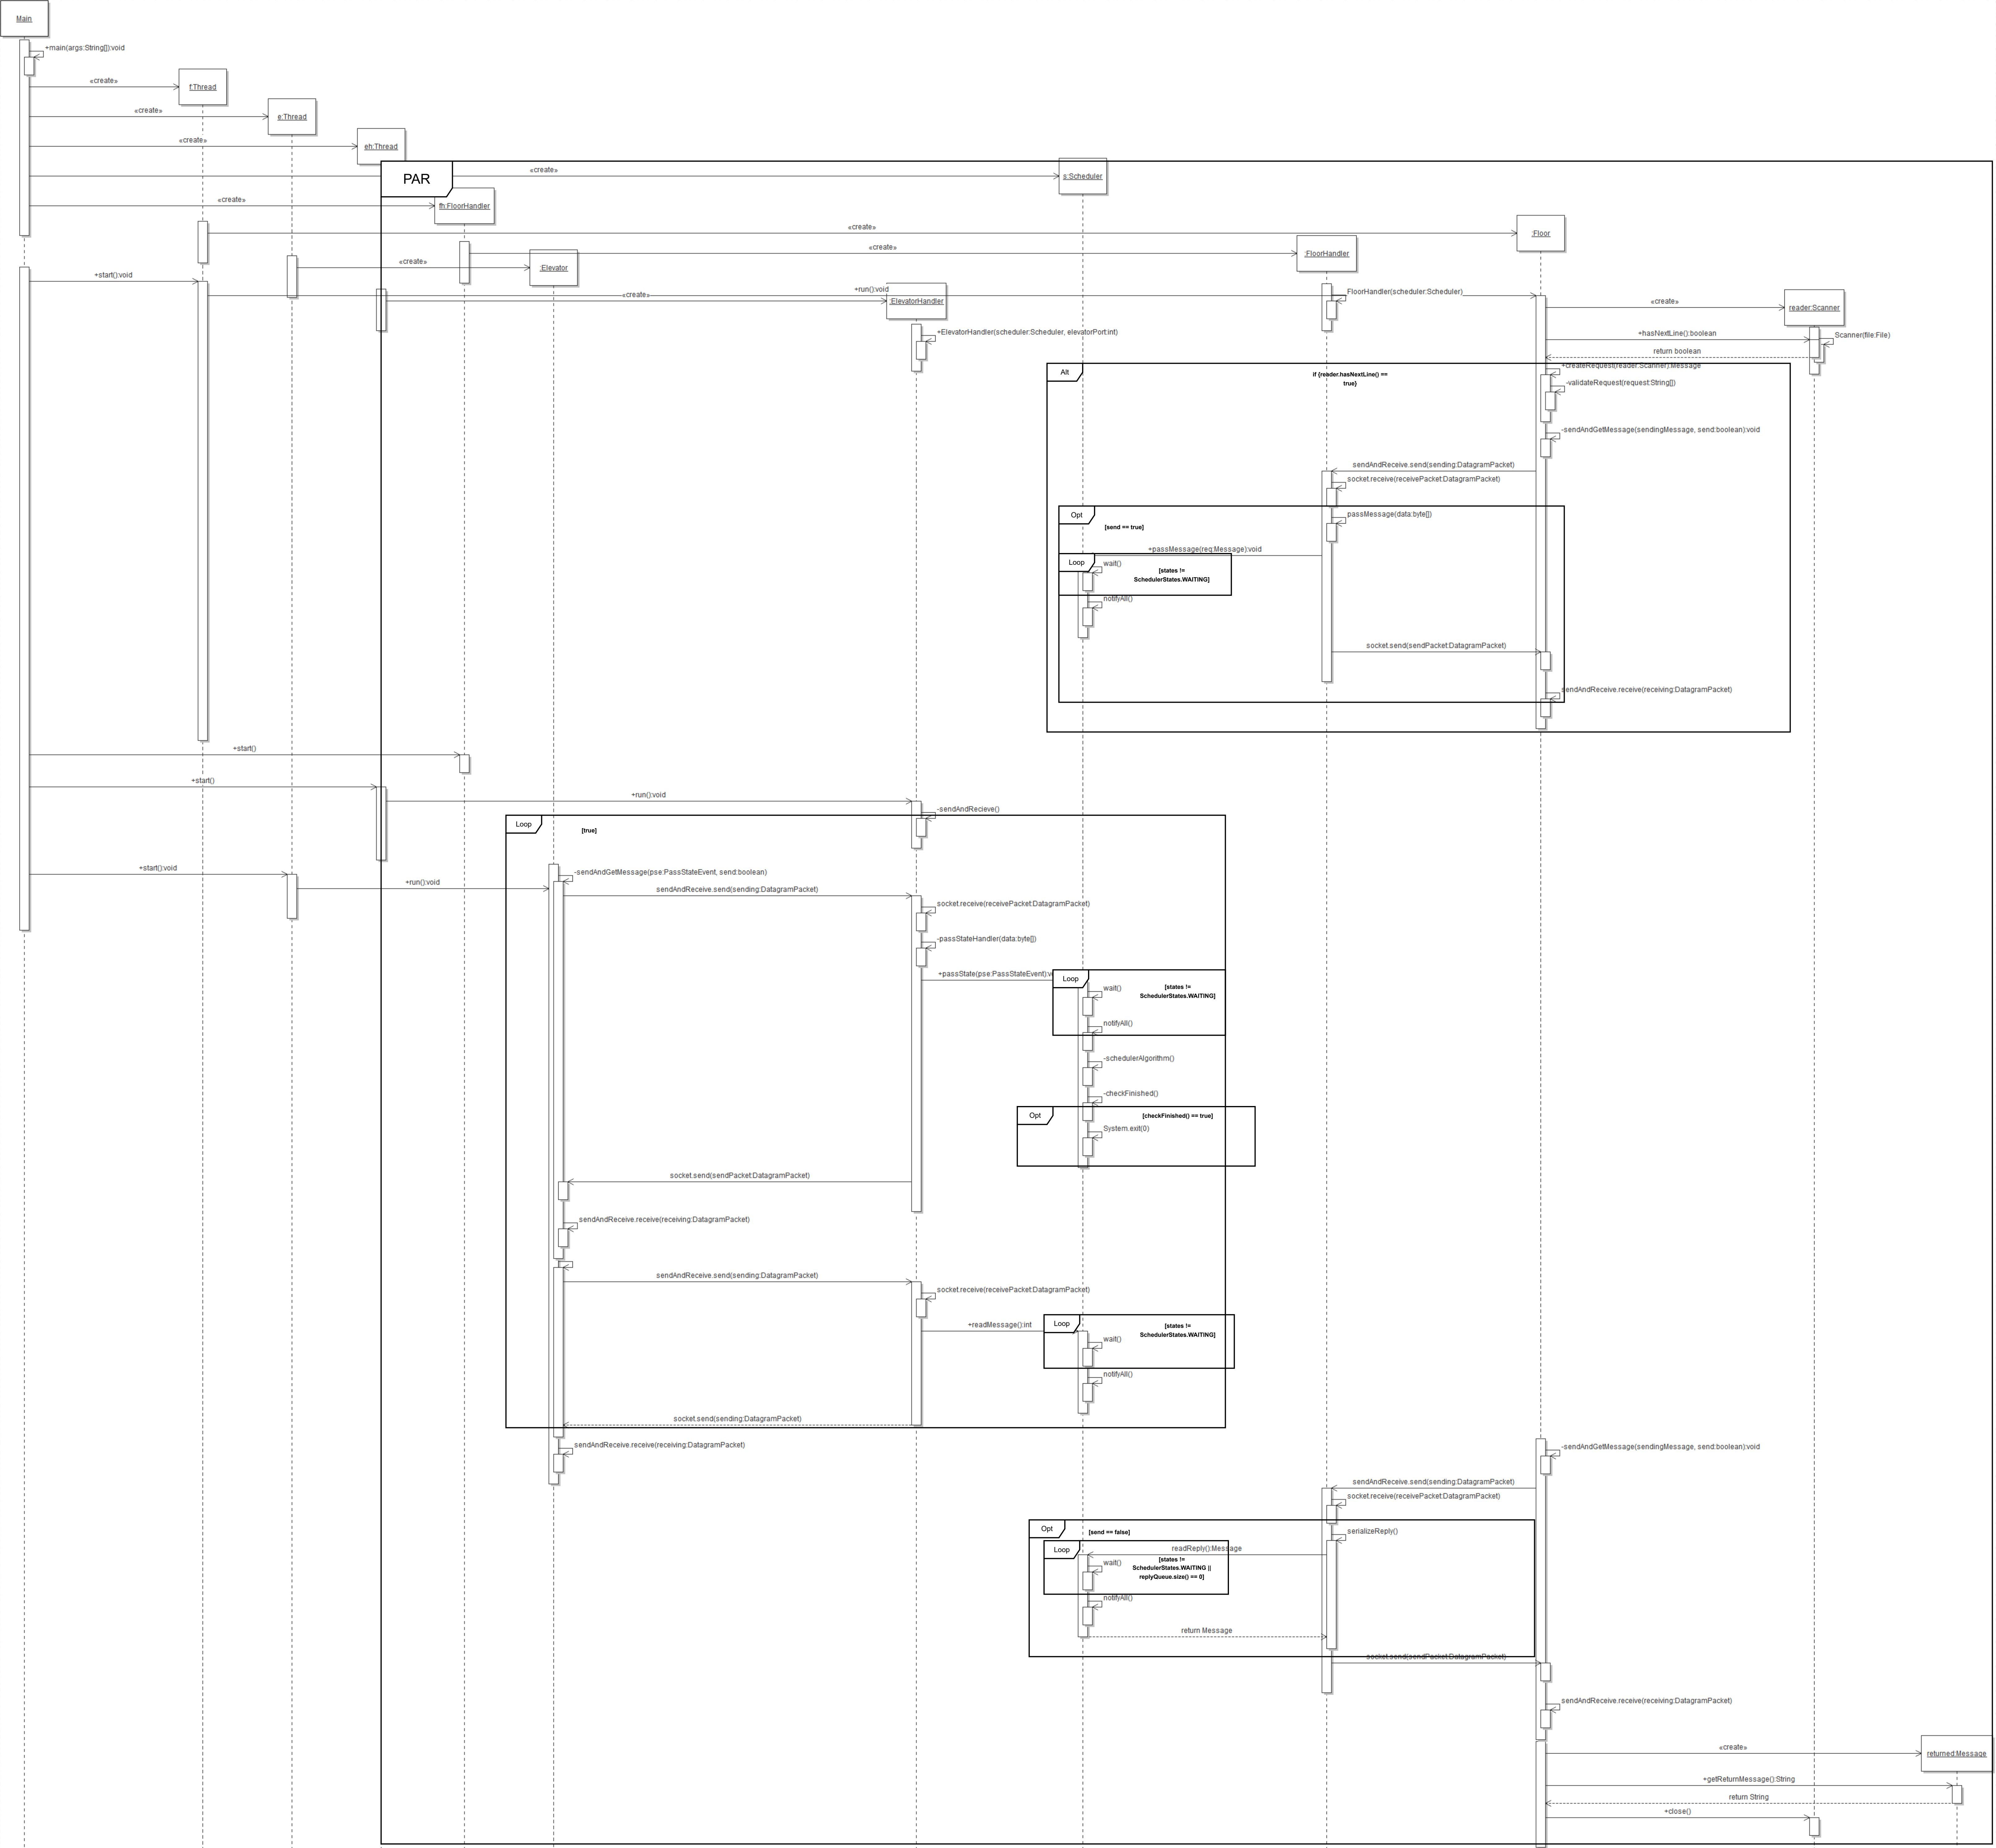 Main
+main(args:String[]):void
«create»
f:Thread
«create»
e:Thread
«create»
eh:Thread
PAR
«create»
s:Scheduler
«create»
fh:FloorHandler
«create»
:Floor
«create»
:FloorHandler
«create»
:Elevator
+start():void
«create»
+run():void
:ElevatorHandler
FloorHandler(scheduler:Scheduler)
«create»
reader:Scanner
+ElevatorHandler(scheduler:Scheduler, elevatorPort:int)
+hasNextLine():boolean
Scanner(file:File)
return boolean
Alt
if {reader.hasNextLine() ==
true}
+createRequest(reader:Scanner):Message
-validateRequest(request:String[])
-sendAndGetMessage(sendingMessage, send:boolean):void
sendAndReceive.send(sending:DatagramPacket)
socket.receive(receivePacket:DatagramPacket)
Opt
[send == true]
passMessage(data:byte[])
+passMessage(req:Message):void
Loop
wait()
[states !=
SchedulerStates.WAITING]
notifyAll()
socket.send(sendPacket:DatagramPacket)
sendAndReceive.receive(receiving:DatagramPacket)
+start()
+start()
+run():void
-sendAndRecieve()
Loop
[true]
+start():void
-sendAndGetMessage(pse:PassStateEvent, send:boolean)
+run():void
sendAndReceive.send(sending:DatagramPacket)
socket.receive(receivePacket:DatagramPacket)
-passStateHandler(data:byte[])
+passState(pse:PassStateEvent):v
Loop
wait()
[states !=
SchedulerStates.WAITING]
notifyAll()
-schedulerAlgorithm()
-checkFinished()
Opt
[checkFinished() == true]
System.exit(0)
socket.send(sendPacket:DatagramPacket)
sendAndReceive.receive(receiving:DatagramPacket)
sendAndReceive.send(sending:DatagramPacket)
socket.receive(receivePacket:DatagramPacket)
+readMessage():int
Loop
[states !=
SchedulerStates.WAITING]
wait()
notifyAll()
socket.send(sending:DatagramPacket)
sendAndReceive.receive(receiving:DatagramPacket)
-sendAndGetMessage(sendingMessage, send:boolean):void
sendAndReceive.send(sending:DatagramPacket)
socket.receive(receivePacket:DatagramPacket)
Opt
[send == false]
serializeReply()
Loop
readReply():Message
wait()
[states !=
SchedulerStates.WAITING ||
replyQueue.size() == 0]
notifyAll()
return Message
socket.send(sendPacket:DatagramPacket)
sendAndReceive.receive(receiving:DatagramPacket)
«create»
returned:Message
+getReturnMessage():String
return String
+close()